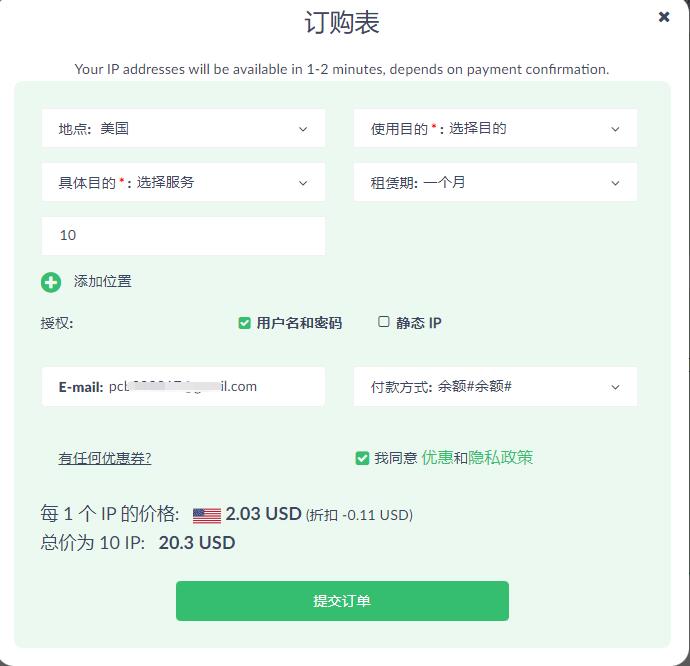 订购表
Your IP addresses will be available in 1-2 minutes, depends on payment confirmation.
地点: 美国
使用目的*: 选择目的
具体目的*: 选择服务
租赁期: 一个月
10
添加位置
授权: 用户名和密码 静态 IP
E-mail: il.com
付款方式: 余额#余额#
有任何优惠券?
我同意 优惠和隐私政策
每 1 个 IP 的价格: 2.03 USD (折扣 -0.11 USD)
总价为 10 IP: 20.3 USD
提交订单